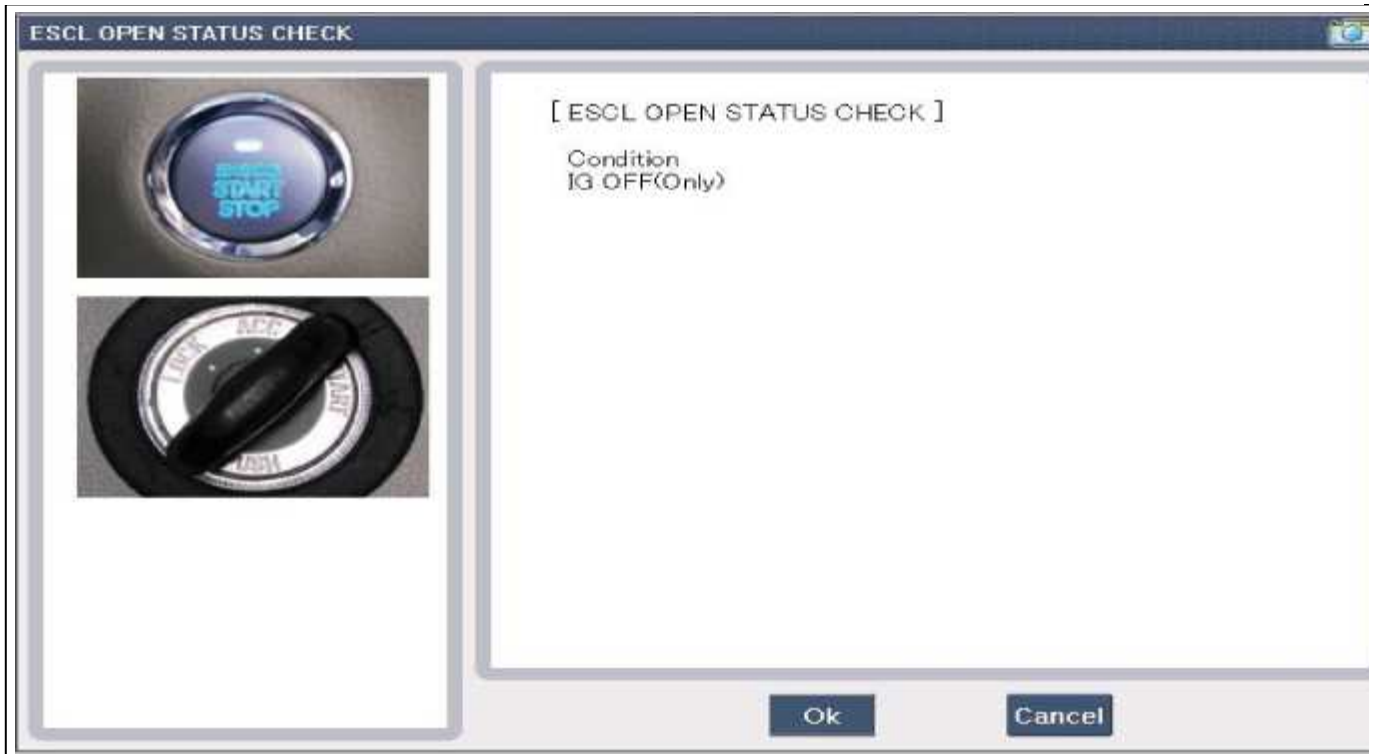 ESCL OPEN STATUS CHECK
START
STOP
LOCK
ACC
START
[ ESCL OPEN STATUS CHECK ]
Condition
IG OFF(Only)
Ok
Cancel